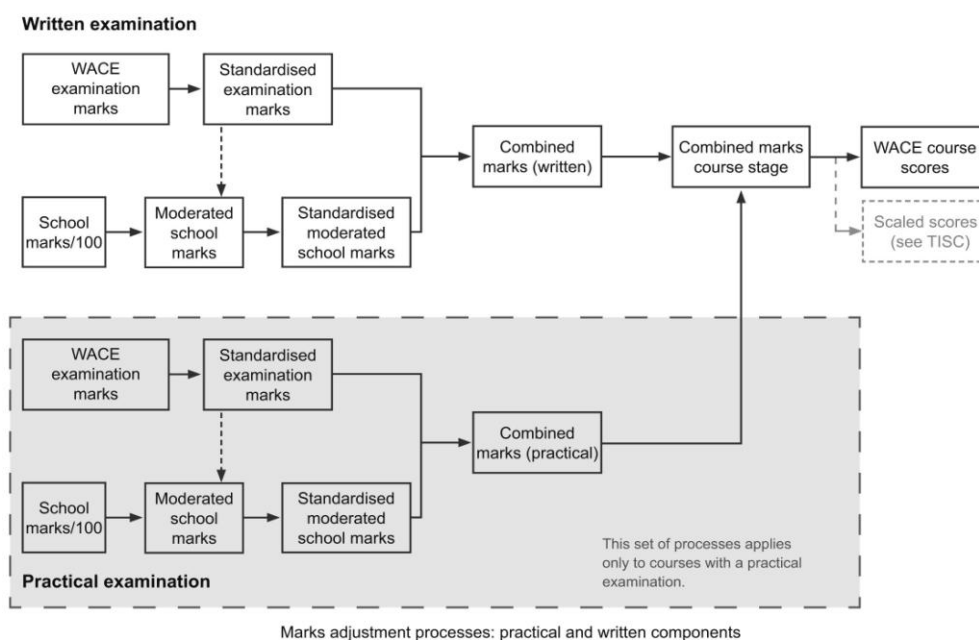 Written examination
WACE
examination
marks
Standardised
examination
marks
Combined
marks (written)
Combined marks
course stage
WACE course
scores
School
marks/100
Moderated
school
marks
Standardised
moderated
school marks
Scaled scores
(see TISC)
WACE
examination
marks
Standardised
examination
marks
Combined
marks (practical)
School
marks/100
Moderated
school
marks
Standardised
moderated
school marks
This set of processes applies
only to courses with a practical
examination.
Practical examination
Marks adjustment processes: practical and written components